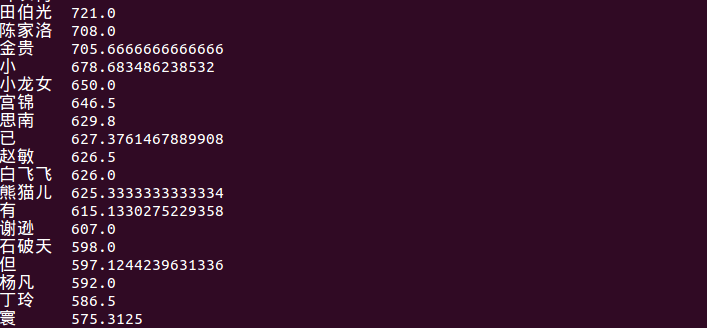 田伯光 721.0
陈家洛 708.0
金贵 705.6666666666666
小 678.683486238532
小龙女 650.0
宫锦 646.5
思南 629.8
已 627.3761467889908
赵敏 626.5
白飞飞 626.0
熊猫儿 625.3333333333334
有 615.1330275229358
谢逊 607.0
石破天 598.0
但 597.1244239631336
杨凡 592.0
丁玲 586.5
寰 575.3125